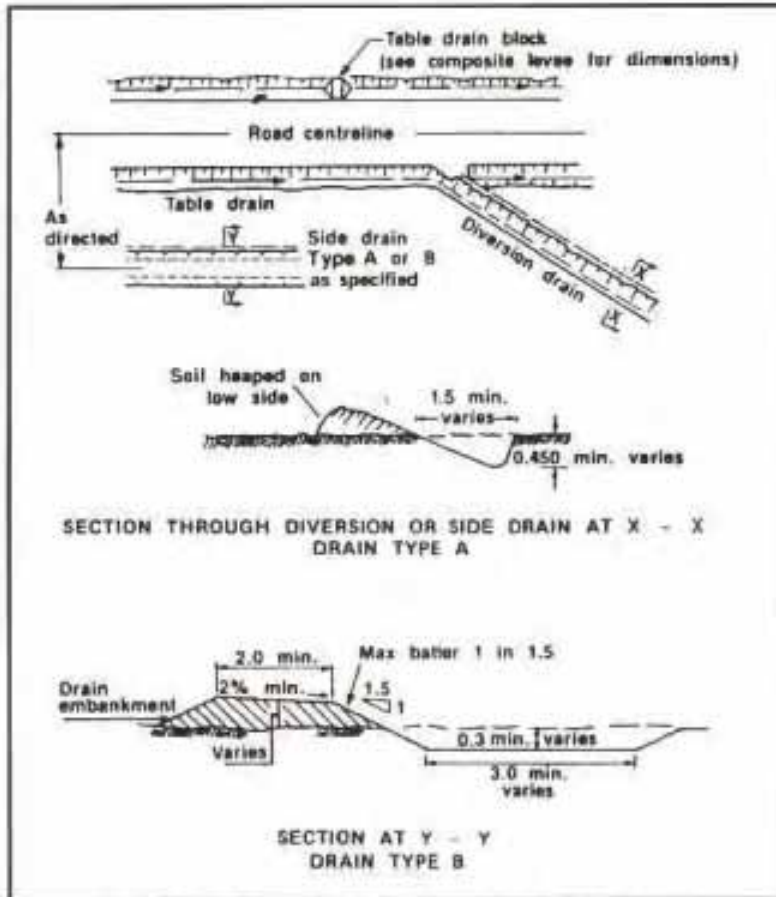 Table drain block
(see composite levee for dimensions)
Road centreline
As
directed
Table drain
Side drain
Type A or B
as specified
Y
Y
Diversion drain
X
X
Soil heaped on
low side
1.5 min.
varies
0.450 min. varies
SECTION THROUGH DIVERSION OR SIDE DRAIN AT X - X
DRAIN TYPE A
2.0 min.
Max batter 1 in 1.5
Drain
embankment
2% min.
1.5
1
Varies
0.3 min. varies
3.0 min.
varies
SECTION AT Y - Y
DRAIN TYPE B